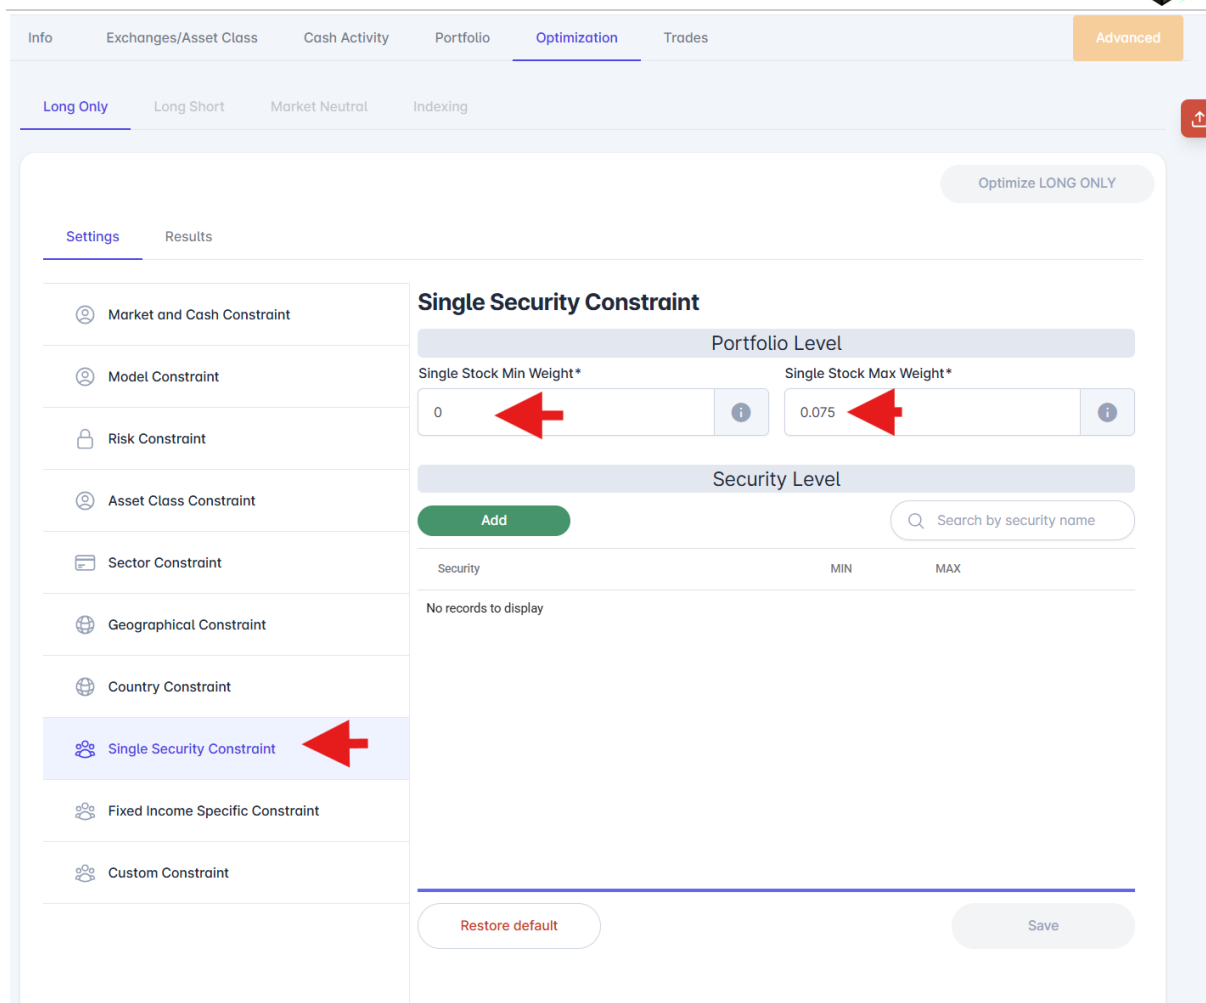 Info Exchanges/Asset Class Cash Activity Portfolio Optimization Trades Advanced
Long Only Long Short Market Neutral Indexing
Optimize LONG ONLY
Settings Results
Market and Cash Constraint
Model Constraint
Risk Constraint
Asset Class Constraint
Sector Constraint
Geographical Constraint
Country Constraint
Single Security Constraint
Fixed Income Specific Constraint
Custom Constraint
Single Security Constraint
Portfolio Level
Single Stock Min Weight* Single Stock Max Weight*
0 0.075
Security Level
Add Search by security name
Security MIN MAX
No records to display
Restore default Save